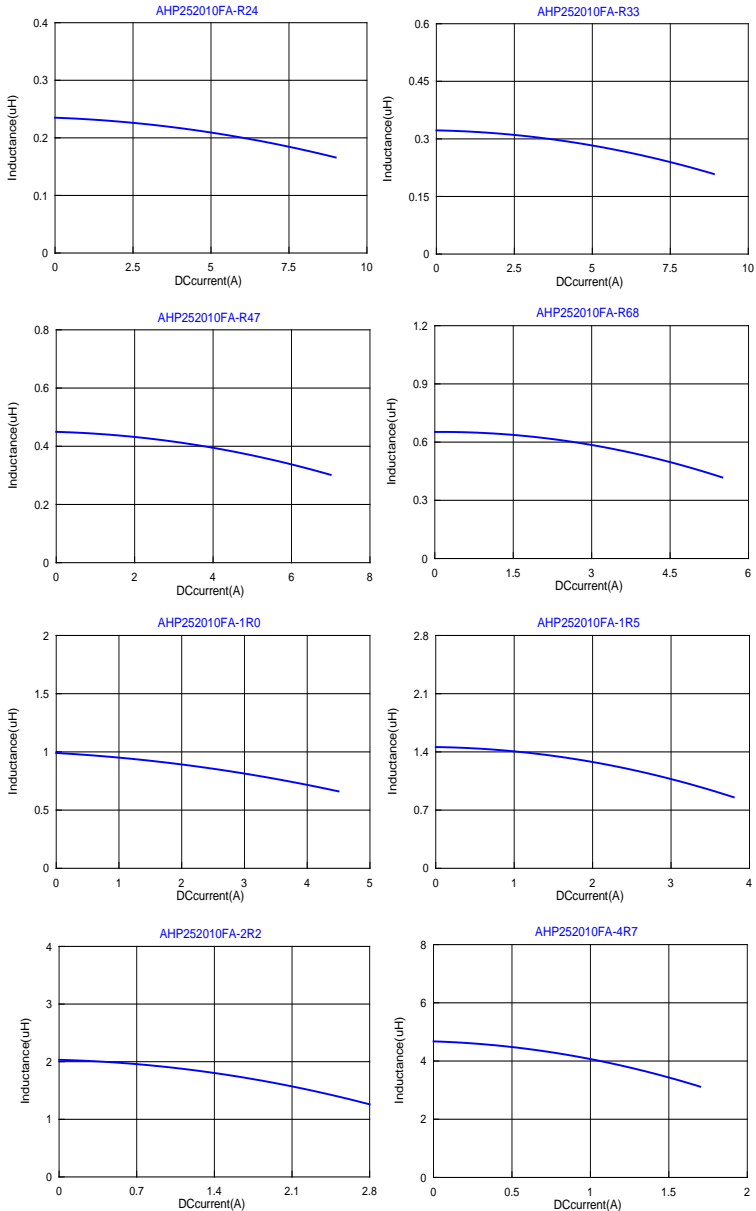 AHP252010FA-R24
Inductance(uH)
0.4
0.3
0.2
0.1
0
0 2.5 5 7.5 10
DCcurrent(A)
AHP252010FA-R33
Inductance(uH)
0.6
0.45
0.3
0.15
0
0 2.5 5 7.5 10
DCcurrent(A)
AHP252010FA-R47
Inductance(uH)
0.8
0.6
0.4
0.2
0
0 2 4 6 8
DCcurrent(A)
AHP252010FA-R68
Inductance(uH)
1.2
0.9
0.6
0.3
0
0 1.5 3 4.5 6
DCcurrent(A)
AHP252010FA-1R0
Inductance(uH)
2
1.5
1
0.5
0
0 1 2 3 4 5
DCcurrent(A)
AHP252010FA-1R5
Inductance(uH)
2.8
2.1
1.4
0.7
0
0 1 2 3 4
DCcurrent(A)
AHP252010FA-2R2
Inductance(uH)
4
3
2
1
0
0 0.7 1.4 2.1 2.8
DCcurrent(A)
AHP252010FA-4R7
Inductance(uH)
8
6
4
2
0
0 0.5 1 1.5 2
DCcurrent(A)